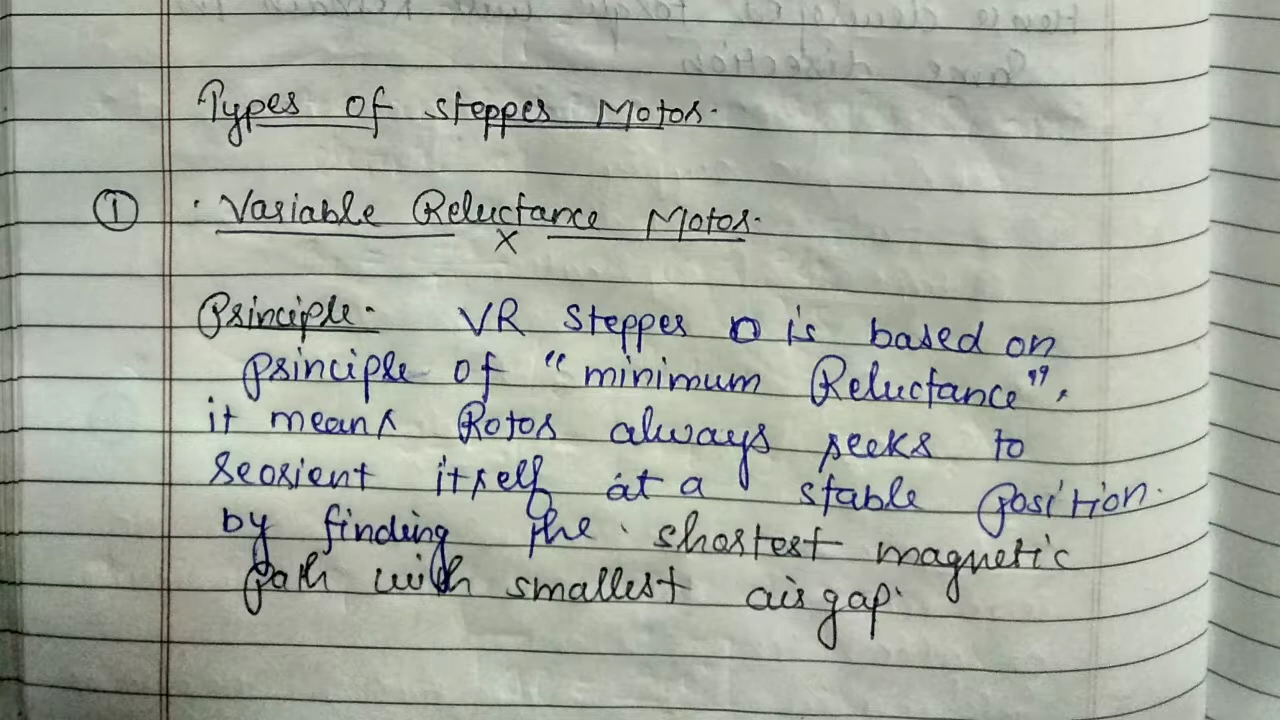 Types of stepper Motor.
① . Variable Reluctance Motor.
X
Principle. VR stepper is based on
principle of “minimum Reluctance”,
it means Rotor always seeks to
reorient itself at a stable position.
by finding the shortest magnetic
path with smallest air gap.